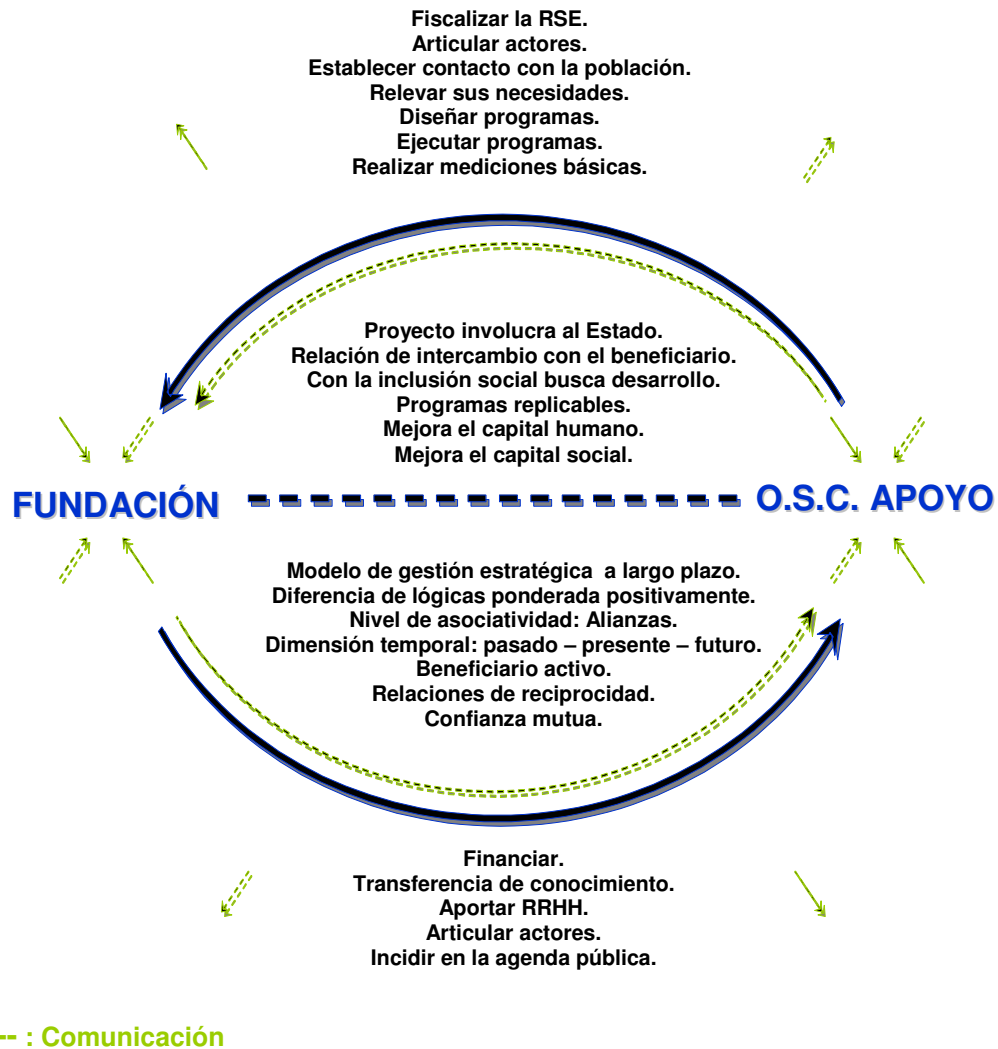 Fiscalizar la RSE.
Articular actores.
Establecer contacto con la población.
Relevar sus necesidades.
Diseñar programas.
Ejecutar programas.
Realizar mediciones básicas.
Proyecto involucra al Estado.
Relación de intercambio con el beneficiario.
Con la inclusión social busca desarrollo.
Programas replicables.
Mejora el capital humano.
Mejora el capital social.
FUNDACIÓN
O.S.C. APOYO
Modelo de gestión estratégica a largo plazo.
Diferencia de lógicas ponderada positivamente.
Nivel de asociatividad: Alianzas.
Dimensión temporal: pasado – presente – futuro.
Beneficiario activo.
Relaciones de reciprocidad.
Confianza mutua.
Financiar.
Transferencia de conocimiento.
Aportar RRHH.
Articular actores.
Incidir en la agenda pública.
-- : Comunicación